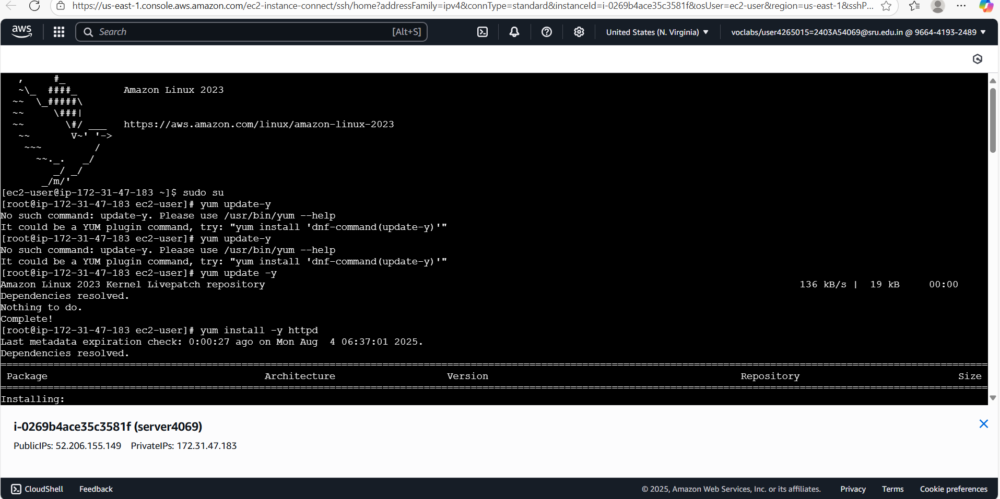 https://us-east-1.console.aws.amazon.com/ec2-instance-connect/ssh/home?addressFamily=ipv4&connType=standard&instanceId=i-0269b4ace35c3581f&osUser=ec2-user&region=us-east-1&sshP...
aws Search [Alt+S] United States (N. Virginia) ▼ voclabs/user4265015=2403A54069@sru.edu.in @ 9664-4193-2489 ▼
   ,     #_
   ~\_  ####_        Amazon Linux 2023
  ~~  \_#####\
  ~~     \###|
  ~~       \#/ ___   https://aws.amazon.com/linux/amazon-linux-2023
   ~~       V~' '->
    ~~~         /
      ~~._.   _/
         _/ _/
       _/m/'
[ec2-user@ip-172-31-47-183 ~]$ sudo su
[root@ip-172-31-47-183 ec2-user]# yum update-y
No such command: update-y. Please use /usr/bin/yum --help
It could be a YUM plugin command, try: "yum install 'dnf-command(update-y)'"
[root@ip-172-31-47-183 ec2-user]# yum update-y
No such command: update-y. Please use /usr/bin/yum --help
It could be a YUM plugin command, try: "yum install 'dnf-command(update-y)'"
[root@ip-172-31-47-183 ec2-user]# yum update -y
Amazon Linux 2023 Kernel Livepatch repository 136 kB/s | 19 kB 00:00
Dependencies resolved.
Nothing to do.
Complete!
[root@ip-172-31-47-183 ec2-user]# yum install -y httpd
Last metadata expiration check: 0:00:27 ago on Mon Aug  4 06:37:01 2025.
Dependencies resolved.
Package Architecture Version Repository Size
Installing:
i-0269b4ace35c3581f (server4069)
PublicIPs: 52.206.155.149 PrivateIPs: 172.31.47.183
CloudShell Feedback © 2025, Amazon Web Services, Inc. or its affiliates. Privacy Terms Cookie preferences